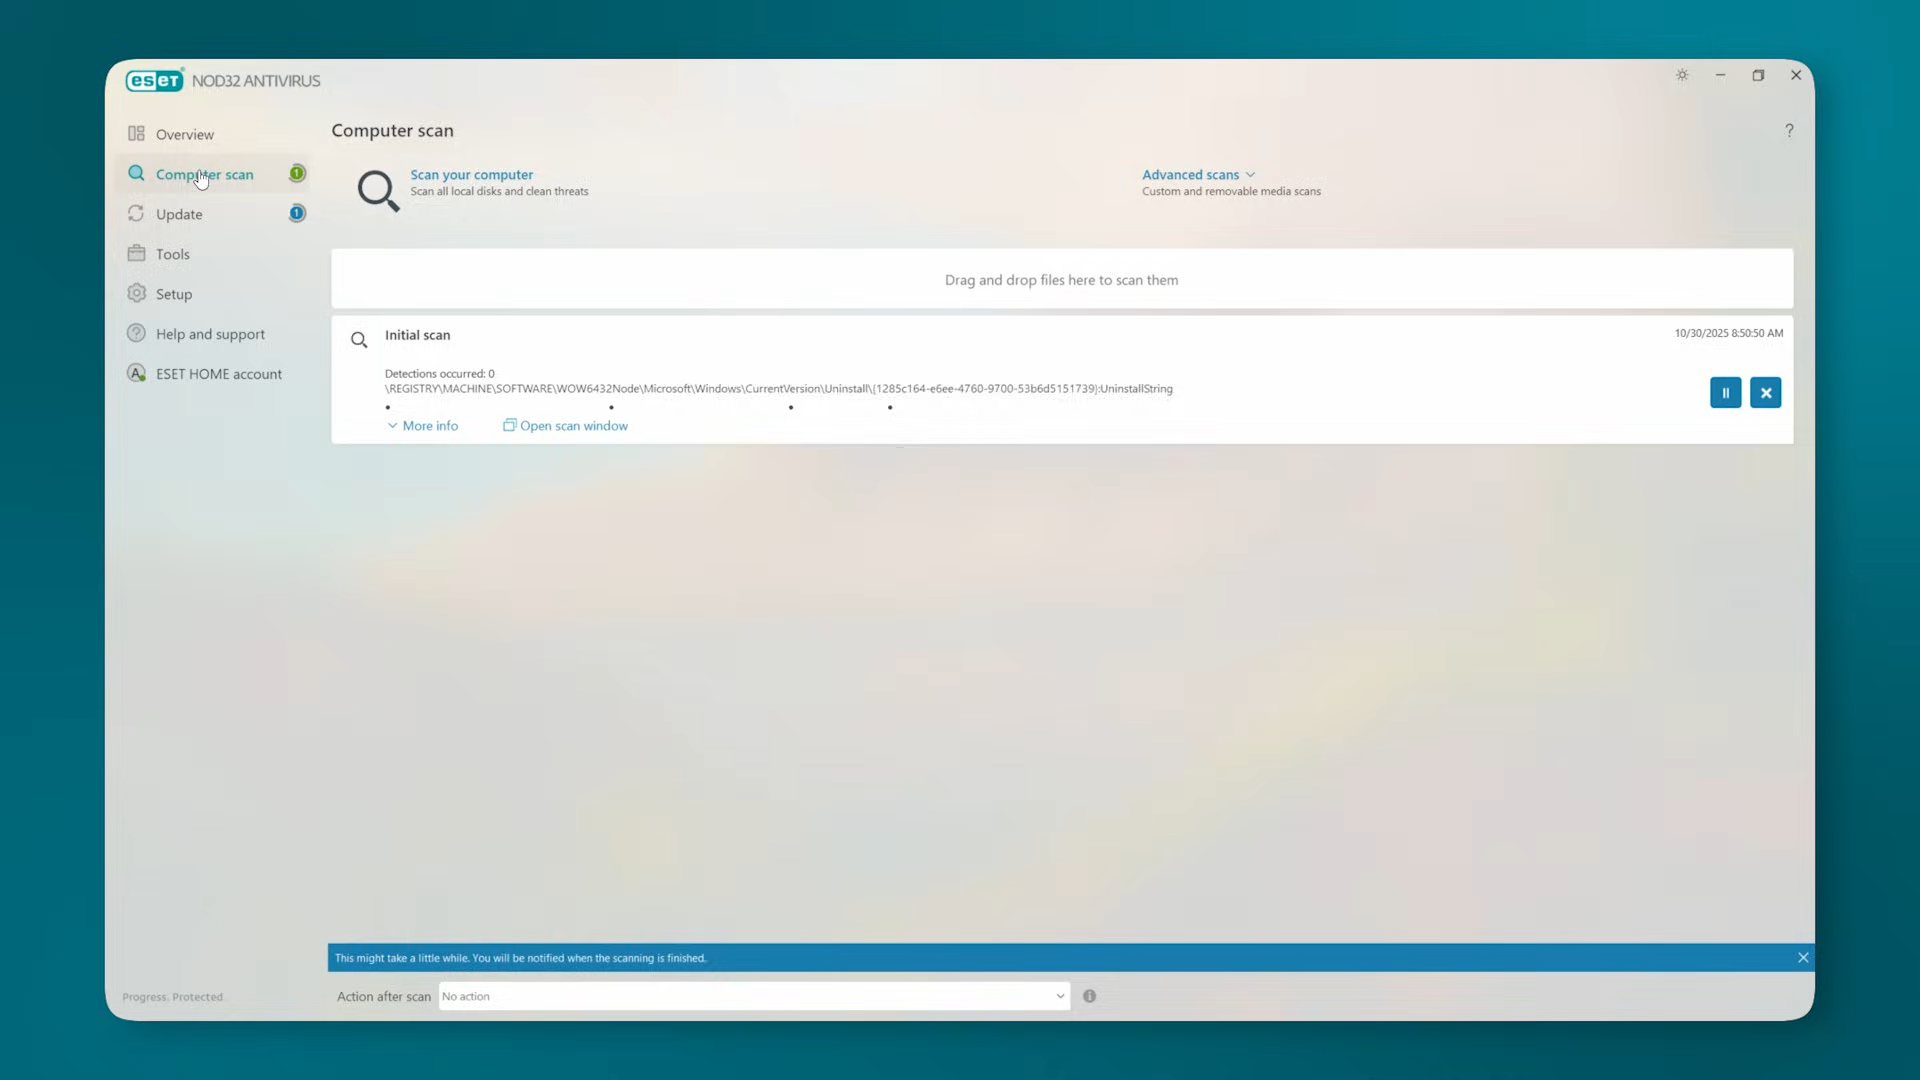 eset NOD32 ANTIVIRUS
Overview
Computer scan 1
Update 1
Tools
Setup
Help and support
ESET HOME account
Computer scan
?
Scan your computer
Scan all local disks and clean threats
Advanced scans
Custom and removable media scans
Drag and drop files here to scan them
Initial scan
10/30/2025 8:50:50 AM
Detections occurred: 0
\REGISTRY\MACHINE\SOFTWARE\WOW6432Node\Microsoft\Windows\CurrentVersion\Uninstall\{1285c164-e6ee-4760-9700-53b6d5151739}:UninstallString
More info
Open scan window
This might take a little while. You will be notified when the scanning is finished.
Progress. Protected.
Action after scan No action